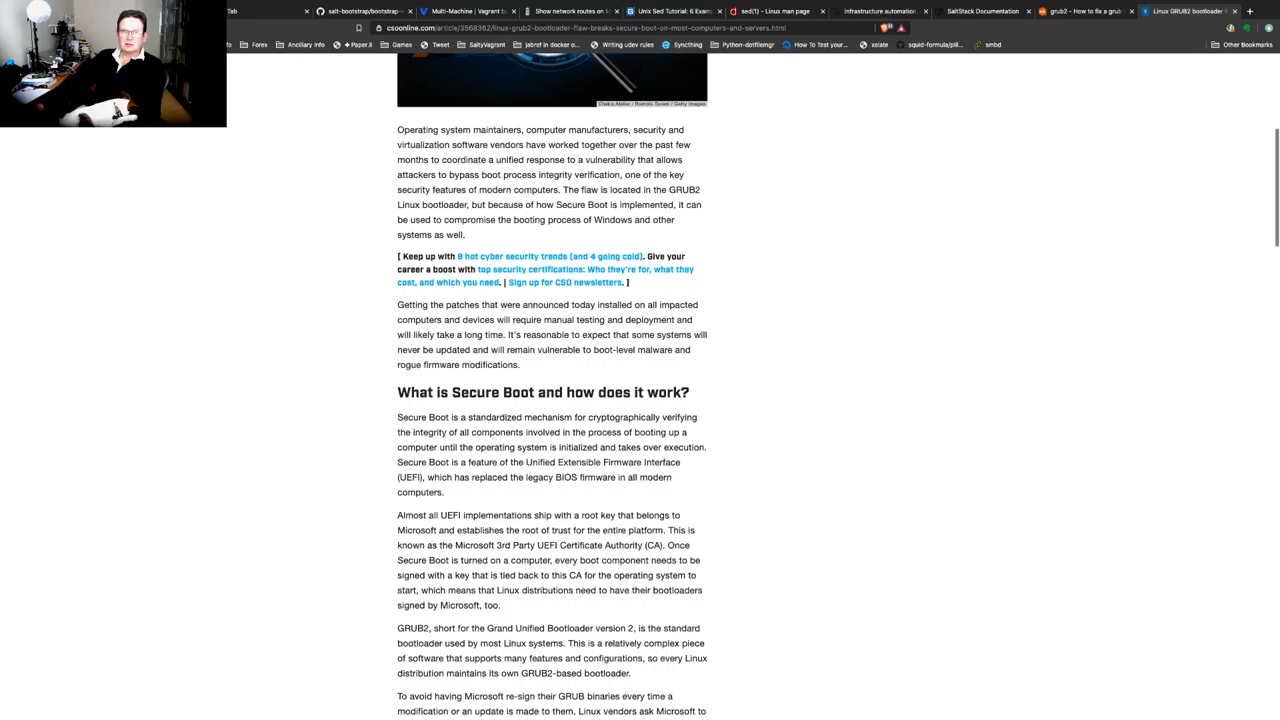 Tab
salt-bootstrap/bootstrap-
Multi-Machine | Vagrant b
Show network routes on
Unix Sed Tutorial: 6 Examp
sed(1) - Linux man page
Infrastructure automation
SaltStack Documentation
grub2 - How to fix a grub
Linux GRUB2 bootloader
csoonline.com/article/3568362/linux-grub2-bootloader-flaw-breaks-secure-boot-on-most-computers-and-servers.html
Forex
Ancillary info
+Paper.li
Games
Tweet
SaltyVagrant
jabref in docker o...
Writing udev rules
Syncthing
Python-dotfilemgr
How To Test your...
xelate
squid-formula/pill...
smbd
Other Bookmarks
Operating system maintainers, computer manufacturers, security and
virtualization software vendors have worked together over the past few
months to coordinate a unified response to a vulnerability that allows
attackers to bypass boot process integrity verification, one of the key
security features of modern computers. The flaw is located in the GRUB2
Linux bootloader, but because of how Secure Boot is implemented, it can
be used to compromise the booting process of Windows and other
systems as well.
[ Keep up with 8 hot cyber security trends (and 4 going cold). Give your
career a boost with top security certifications: Who they're for, what they
cost, and which you need. | Sign up for CSO newsletters. ]
Getting the patches that were announced today installed on all impacted
computers and devices will require manual testing and deployment and
will likely take a long time. It's reasonable to expect that some systems will
never be updated and will remain vulnerable to boot-level malware and
rogue firmware modifications.
What is Secure Boot and how does it work?
Secure Boot is a standardized mechanism for cryptographically verifying
the integrity of all components involved in the process of booting up a
computer until the operating system is initialized and takes over execution.
Secure Boot is a feature of the Unified Extensible Firmware Interface
(UEFI), which has replaced the legacy BIOS firmware in all modern
computers.
Almost all UEFI implementations ship with a root key that belongs to
Microsoft and establishes the root of trust for the entire platform. This is
known as the Microsoft 3rd Party UEFI Certificate Authority (CA). Once
Secure Boot is turned on a computer, every boot component needs to be
signed with a key that is tied back to this CA for the operating system to
start, which means that Linux distributions need to have their bootloaders
signed by Microsoft, too.
GRUB2, short for the Grand Unified Bootloader version 2, is the standard
bootloader used by most Linux systems. This is a relatively complex piece
of software that supports many features and configurations, so every Linux
distribution maintains its own GRUB2-based bootloader.
To avoid having Microsoft re-sign their GRUB binaries every time a
modification or an update is made to them, Linux vendors ask Microsoft to